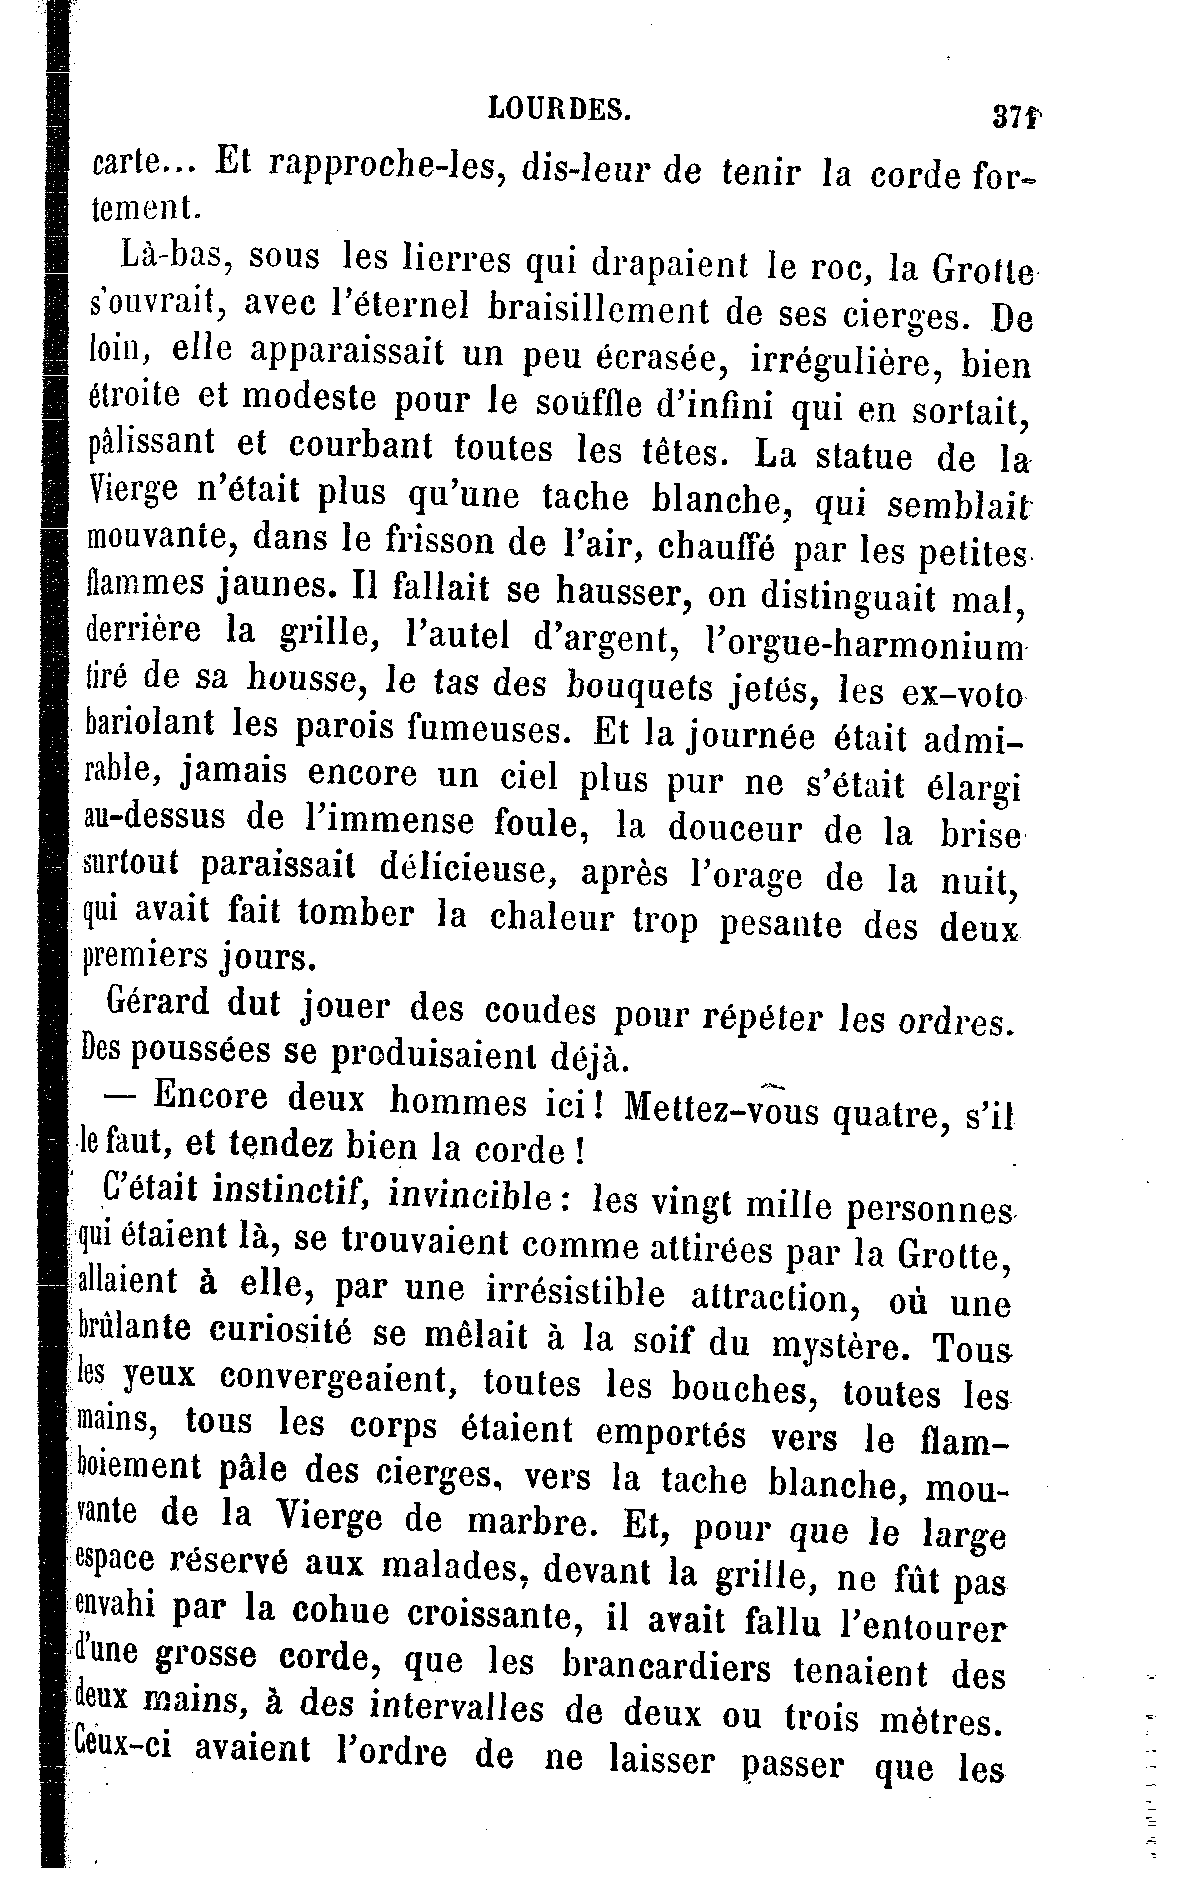 LOURDES. 371
carte... Et rapproche-les, dis-leur de tenir la corde for-
tement.
Là-bas, sous les lierres qui drapaient le roc, la Grotte
s'ouvrait, avec l'éternel braisillement de ses cierges. De
loin, elle apparaissait un peu écrasée, irrégulière, bien
étroite et modeste pour le souffle d'infini qui en sortait,
pâlissant et courbant toutes les têtes. La statue de la
Vierge n'était plus qu'une tache blanche, qui semblait
mouvante, dans le frisson de l'air, chauffé par les petites
flammes jaunes. Il fallait se hausser, on distinguait mal,
derrière la grille, l'autel d'argent, l'orgue-harmonium
tiré de sa housse, le tas des bouquets jetés, les ex-voto
bariolant les parois fumeuses. Et la journée était admi-
rable, jamais encore un ciel plus pur ne s'était élargi
au-dessus de l'immense foule, la douceur de la brise
surtout paraissait délicieuse, après l'orage de la nuit,
qui avait fait tomber la chaleur trop pesante des deux
premiers jours.
Gérard dut jouer des coudes pour répéter les ordres.
Des poussées se produisaient déjà.
— Encore deux hommes ici ! Mettez-vous quatre, s'il
le faut, et tendez bien la corde !
C'était instinctif, invincible : les vingt mille personnes
qui étaient là, se trouvaient comme attirées par la Grotte,
allaient à elle, par une irrésistible attraction, où une
brûlante curiosité se mêlait à la soif du mystère. Tous
les yeux convergeaient, toutes les bouches, toutes les
mains, tous les corps étaient emportés vers le flam-
boiement pâle des cierges, vers la tache blanche, mou-
vante de la Vierge de marbre. Et, pour que le large
espace réservé aux malades, devant la grille, ne fût pas
envahi par la cohue croissante, il avait fallu l'entourer
d'une grosse corde, que les brancardiers tenaient des
deux mains, à des intervalles de deux ou trois mètres.
Ceux-ci avaient l'ordre de ne laisser passer que les